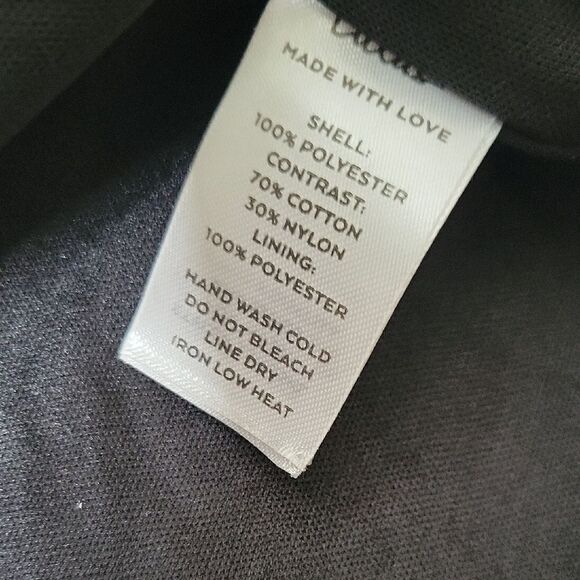 MADE WITH LOVE
SHELL:
100% POLYESTER
CONTRAST:
70% COTTON
30% NYLON
LINING:
100% POLYESTER
HAND WASH COLD
DO NOT BLEACH
LINE DRY
IRON LOW HEAT